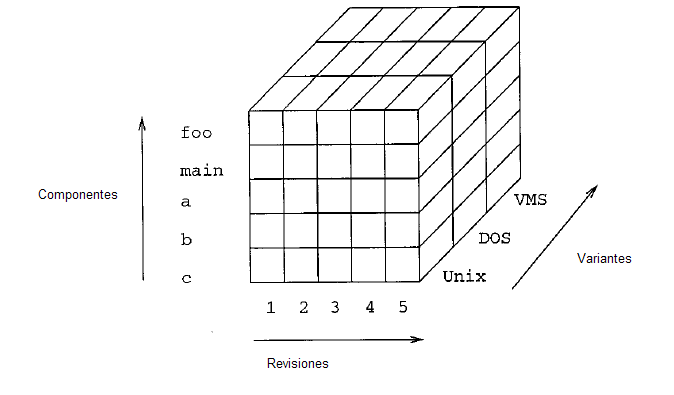 foo
main
Componentes
a
VMS
b
DOS
Variantes
c
Unix
1 2 3 4 5
Revisiones